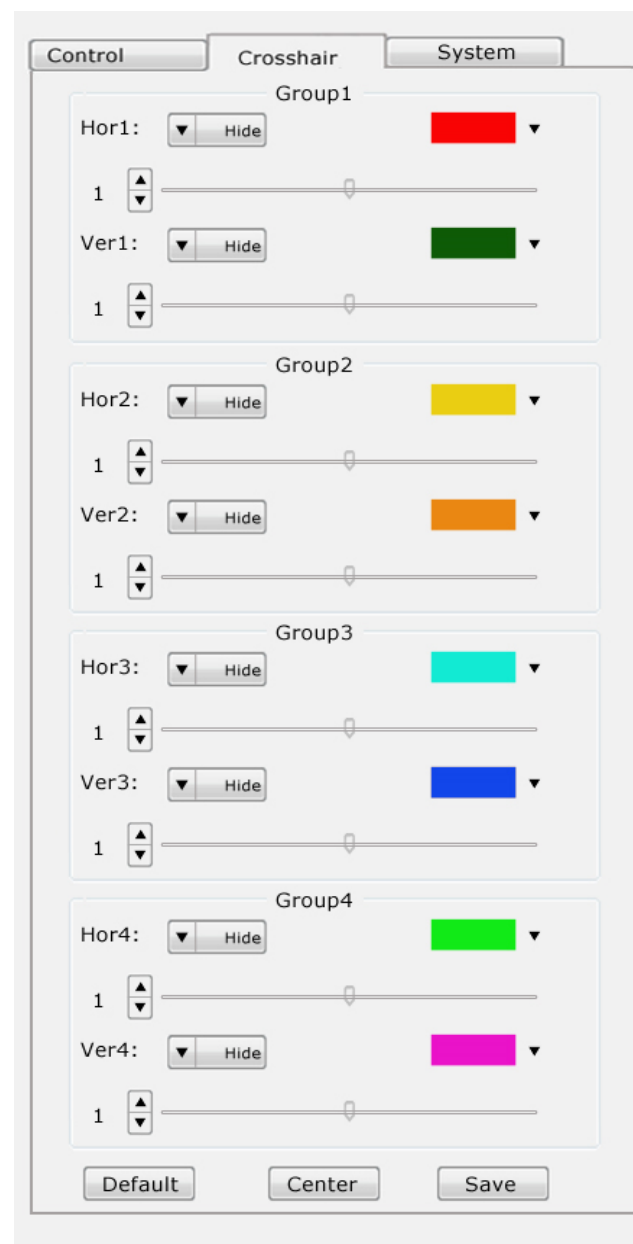 Control Crosshair System
Group1
Hor1: Hide
1
Ver1: Hide
1
Group2
Hor2: Hide
1
Ver2: Hide
1
Group3
Hor3: Hide
1
Ver3: Hide
1
Group4
Hor4: Hide
1
Ver4: Hide
1
Default Center Save